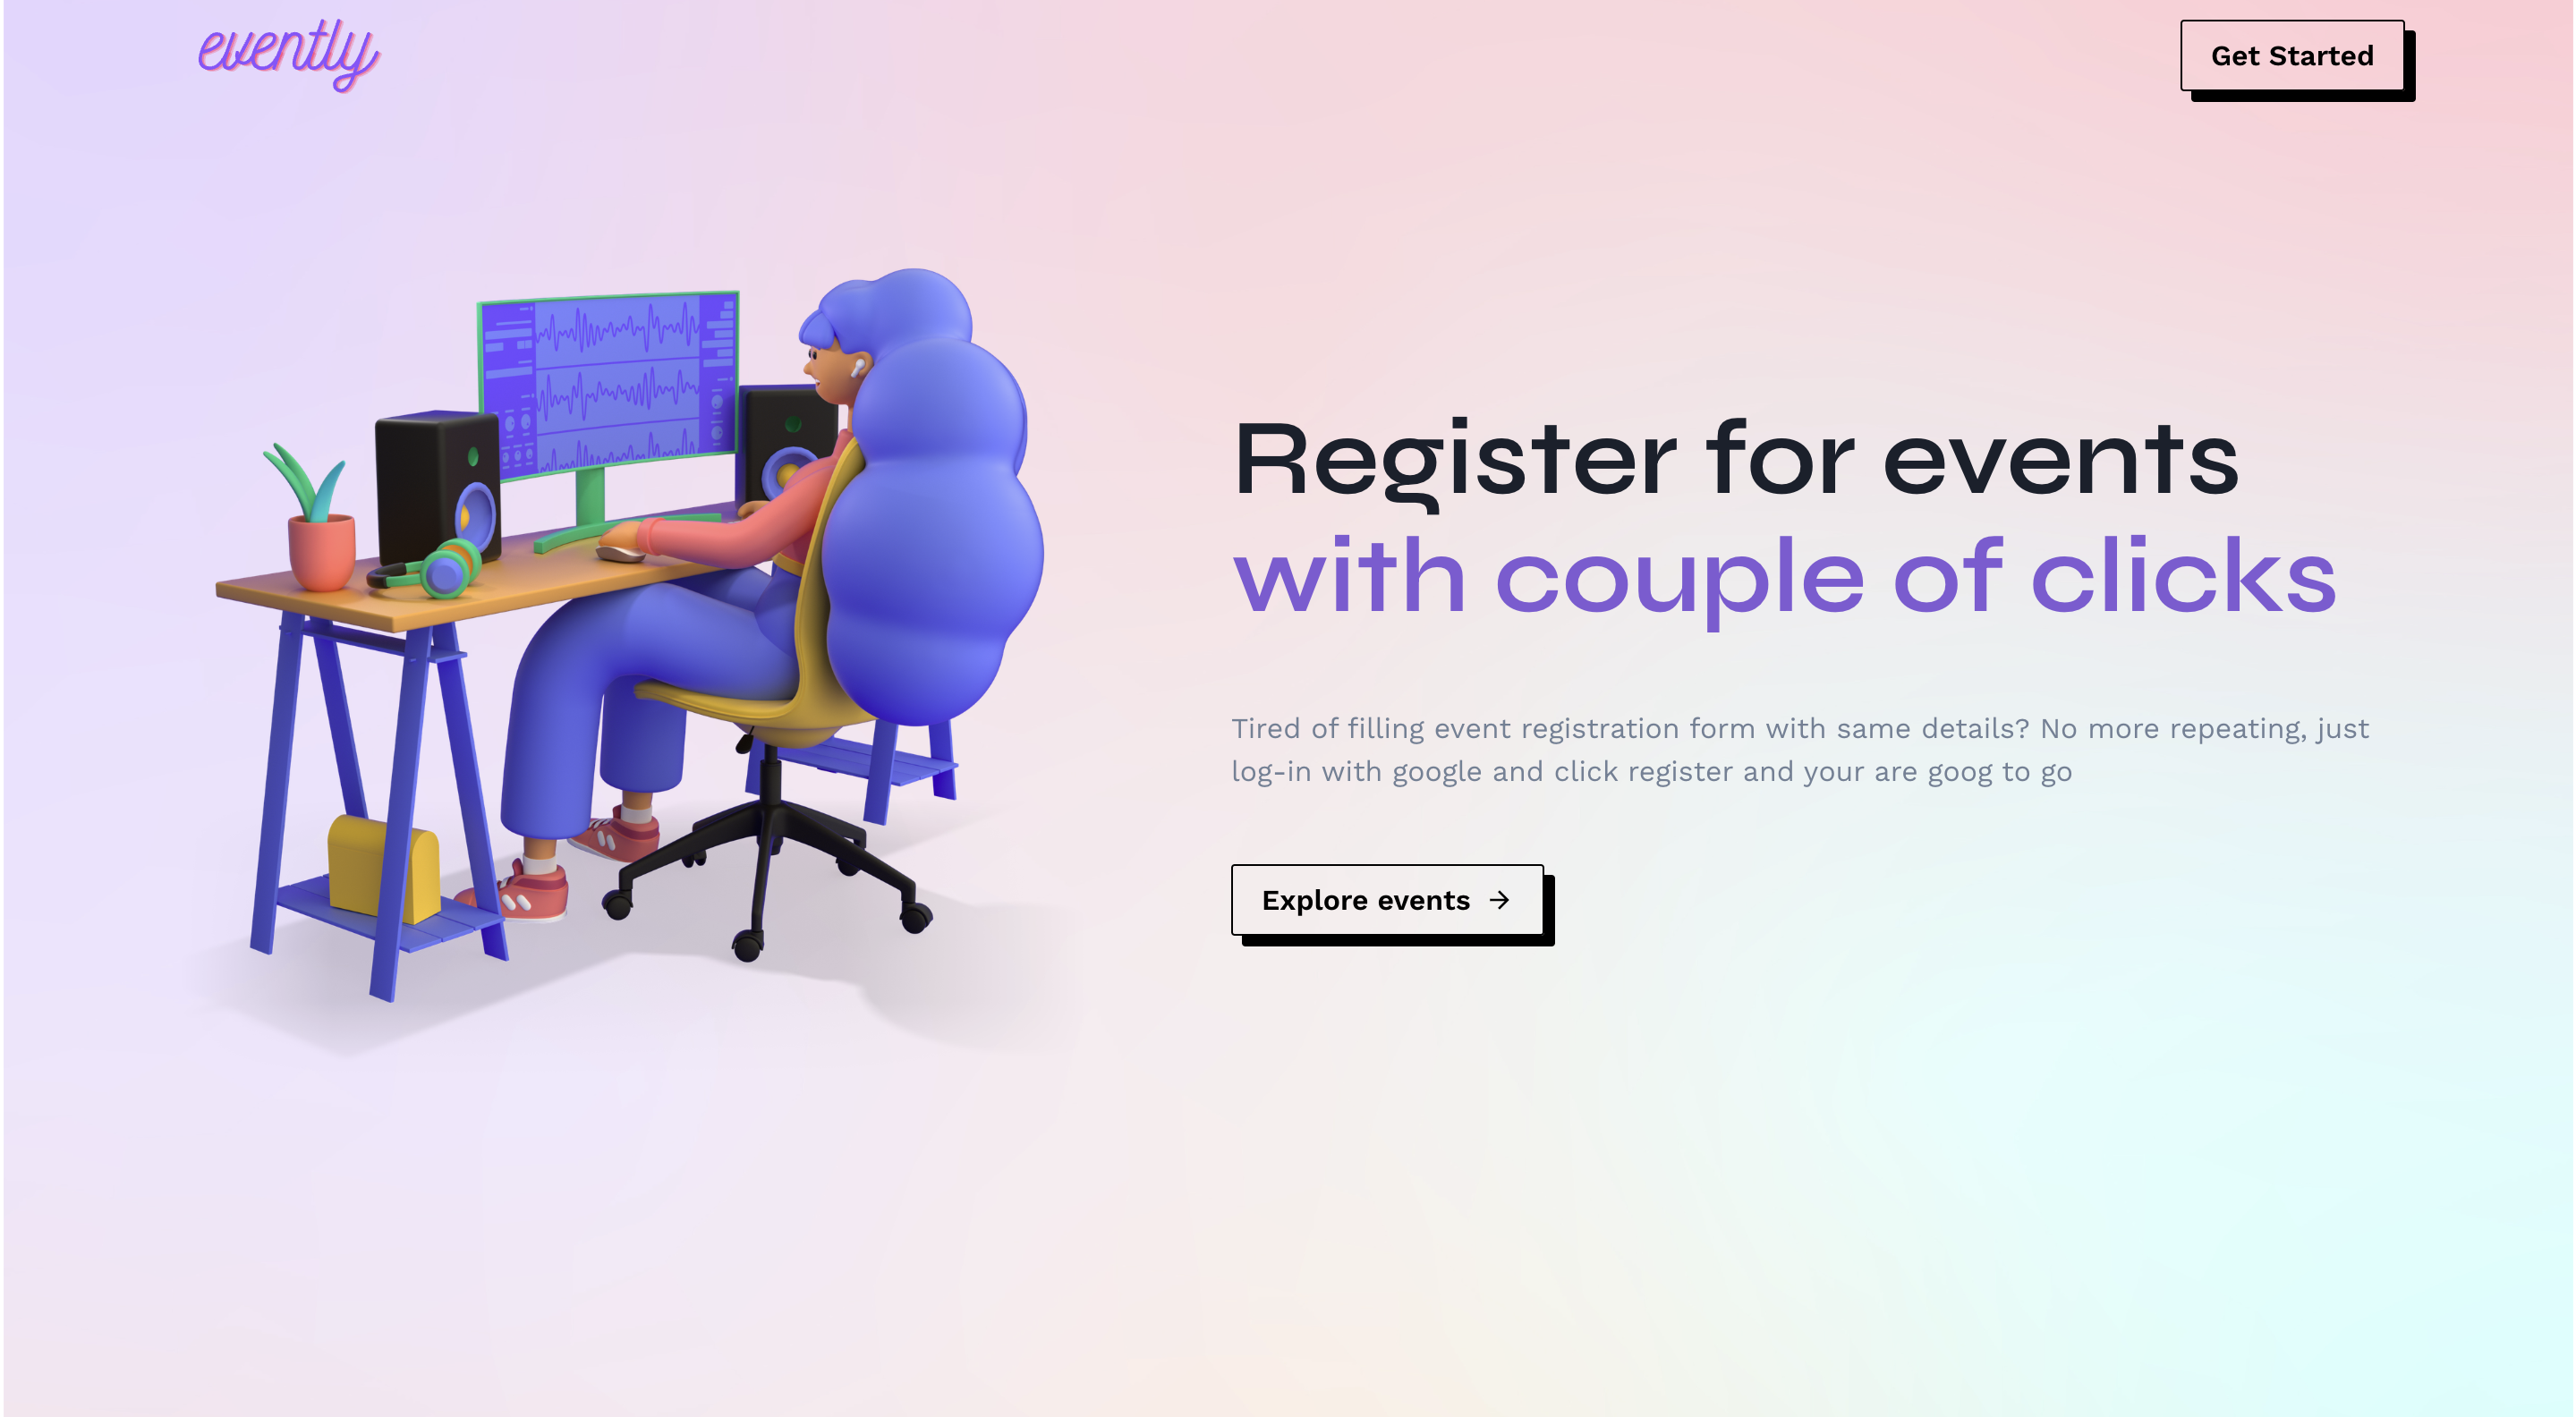 evently
Get Started
Register for events
with couple of clicks
Tired of filling event registration form with same details? No more repeating, just
log-in with google and click register and your are goog to go
Explore events →